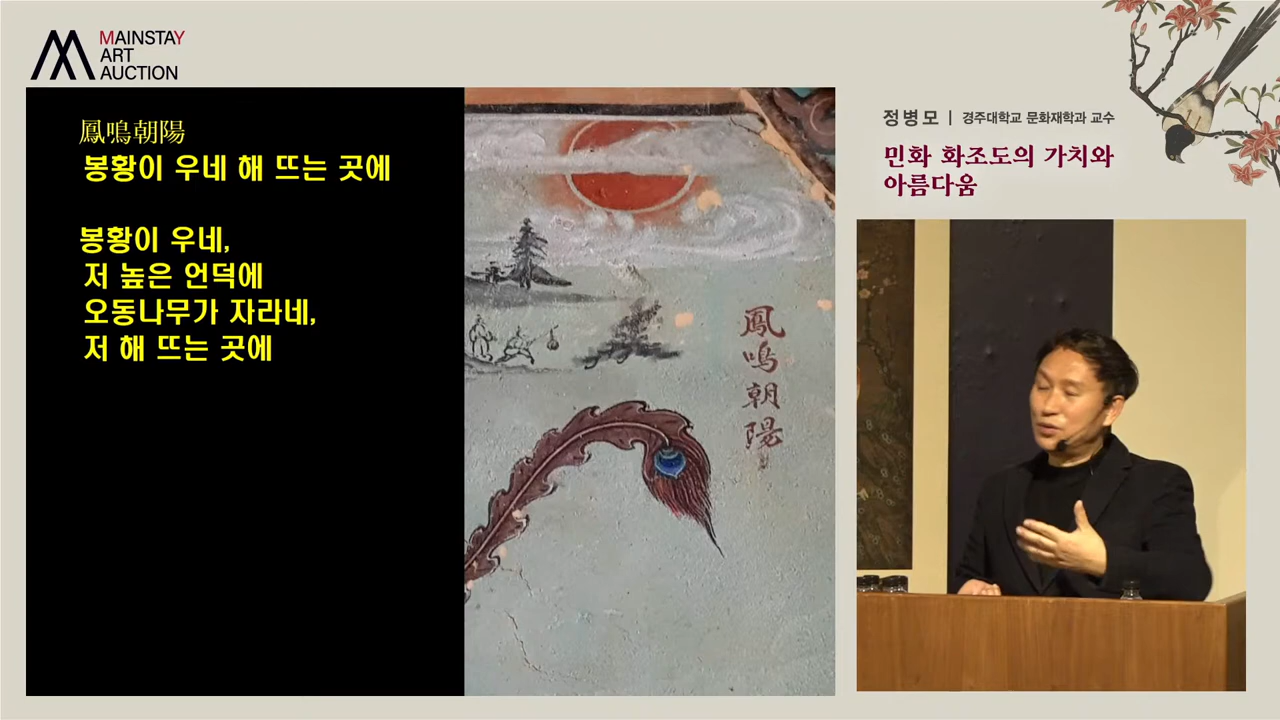 MAINSTAY
ART
AUCTION
鳳鳴朝陽
봉황이 우네 해 뜨는 곳에
봉황이 우네,
저 높은 언덕에
오동나무가 자라네,
저 해 뜨는 곳에
鳳
鳴
朝
陽
정병모 | 경주대학교 문화재학과 교수
민화 화조도의 가치와
아름다움